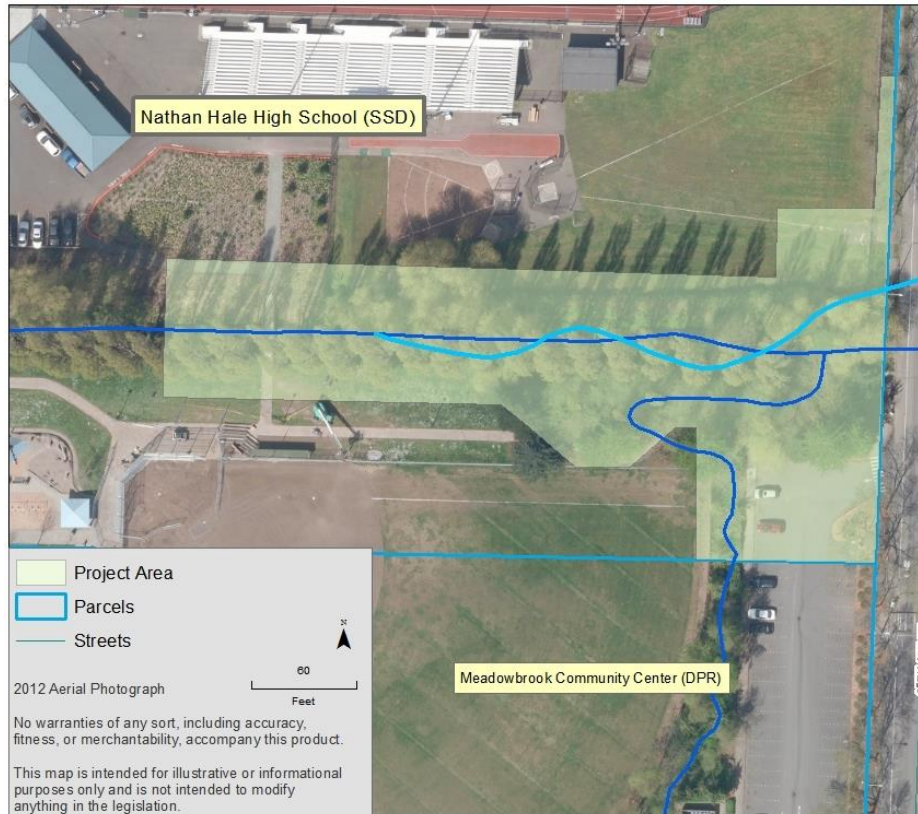 Nathan Hale High School (SSD)
Project Area
Parcels
Streets
N
60
Feet
2012 Aerial Photograph
No warranties of any sort, including accuracy,
fitness, or merchantability, accompany this product.
This map is intended for illustrative or informational
purposes only and is not intended to modify
anything in the legislation.
Meadowbrook Community Center (DPR)